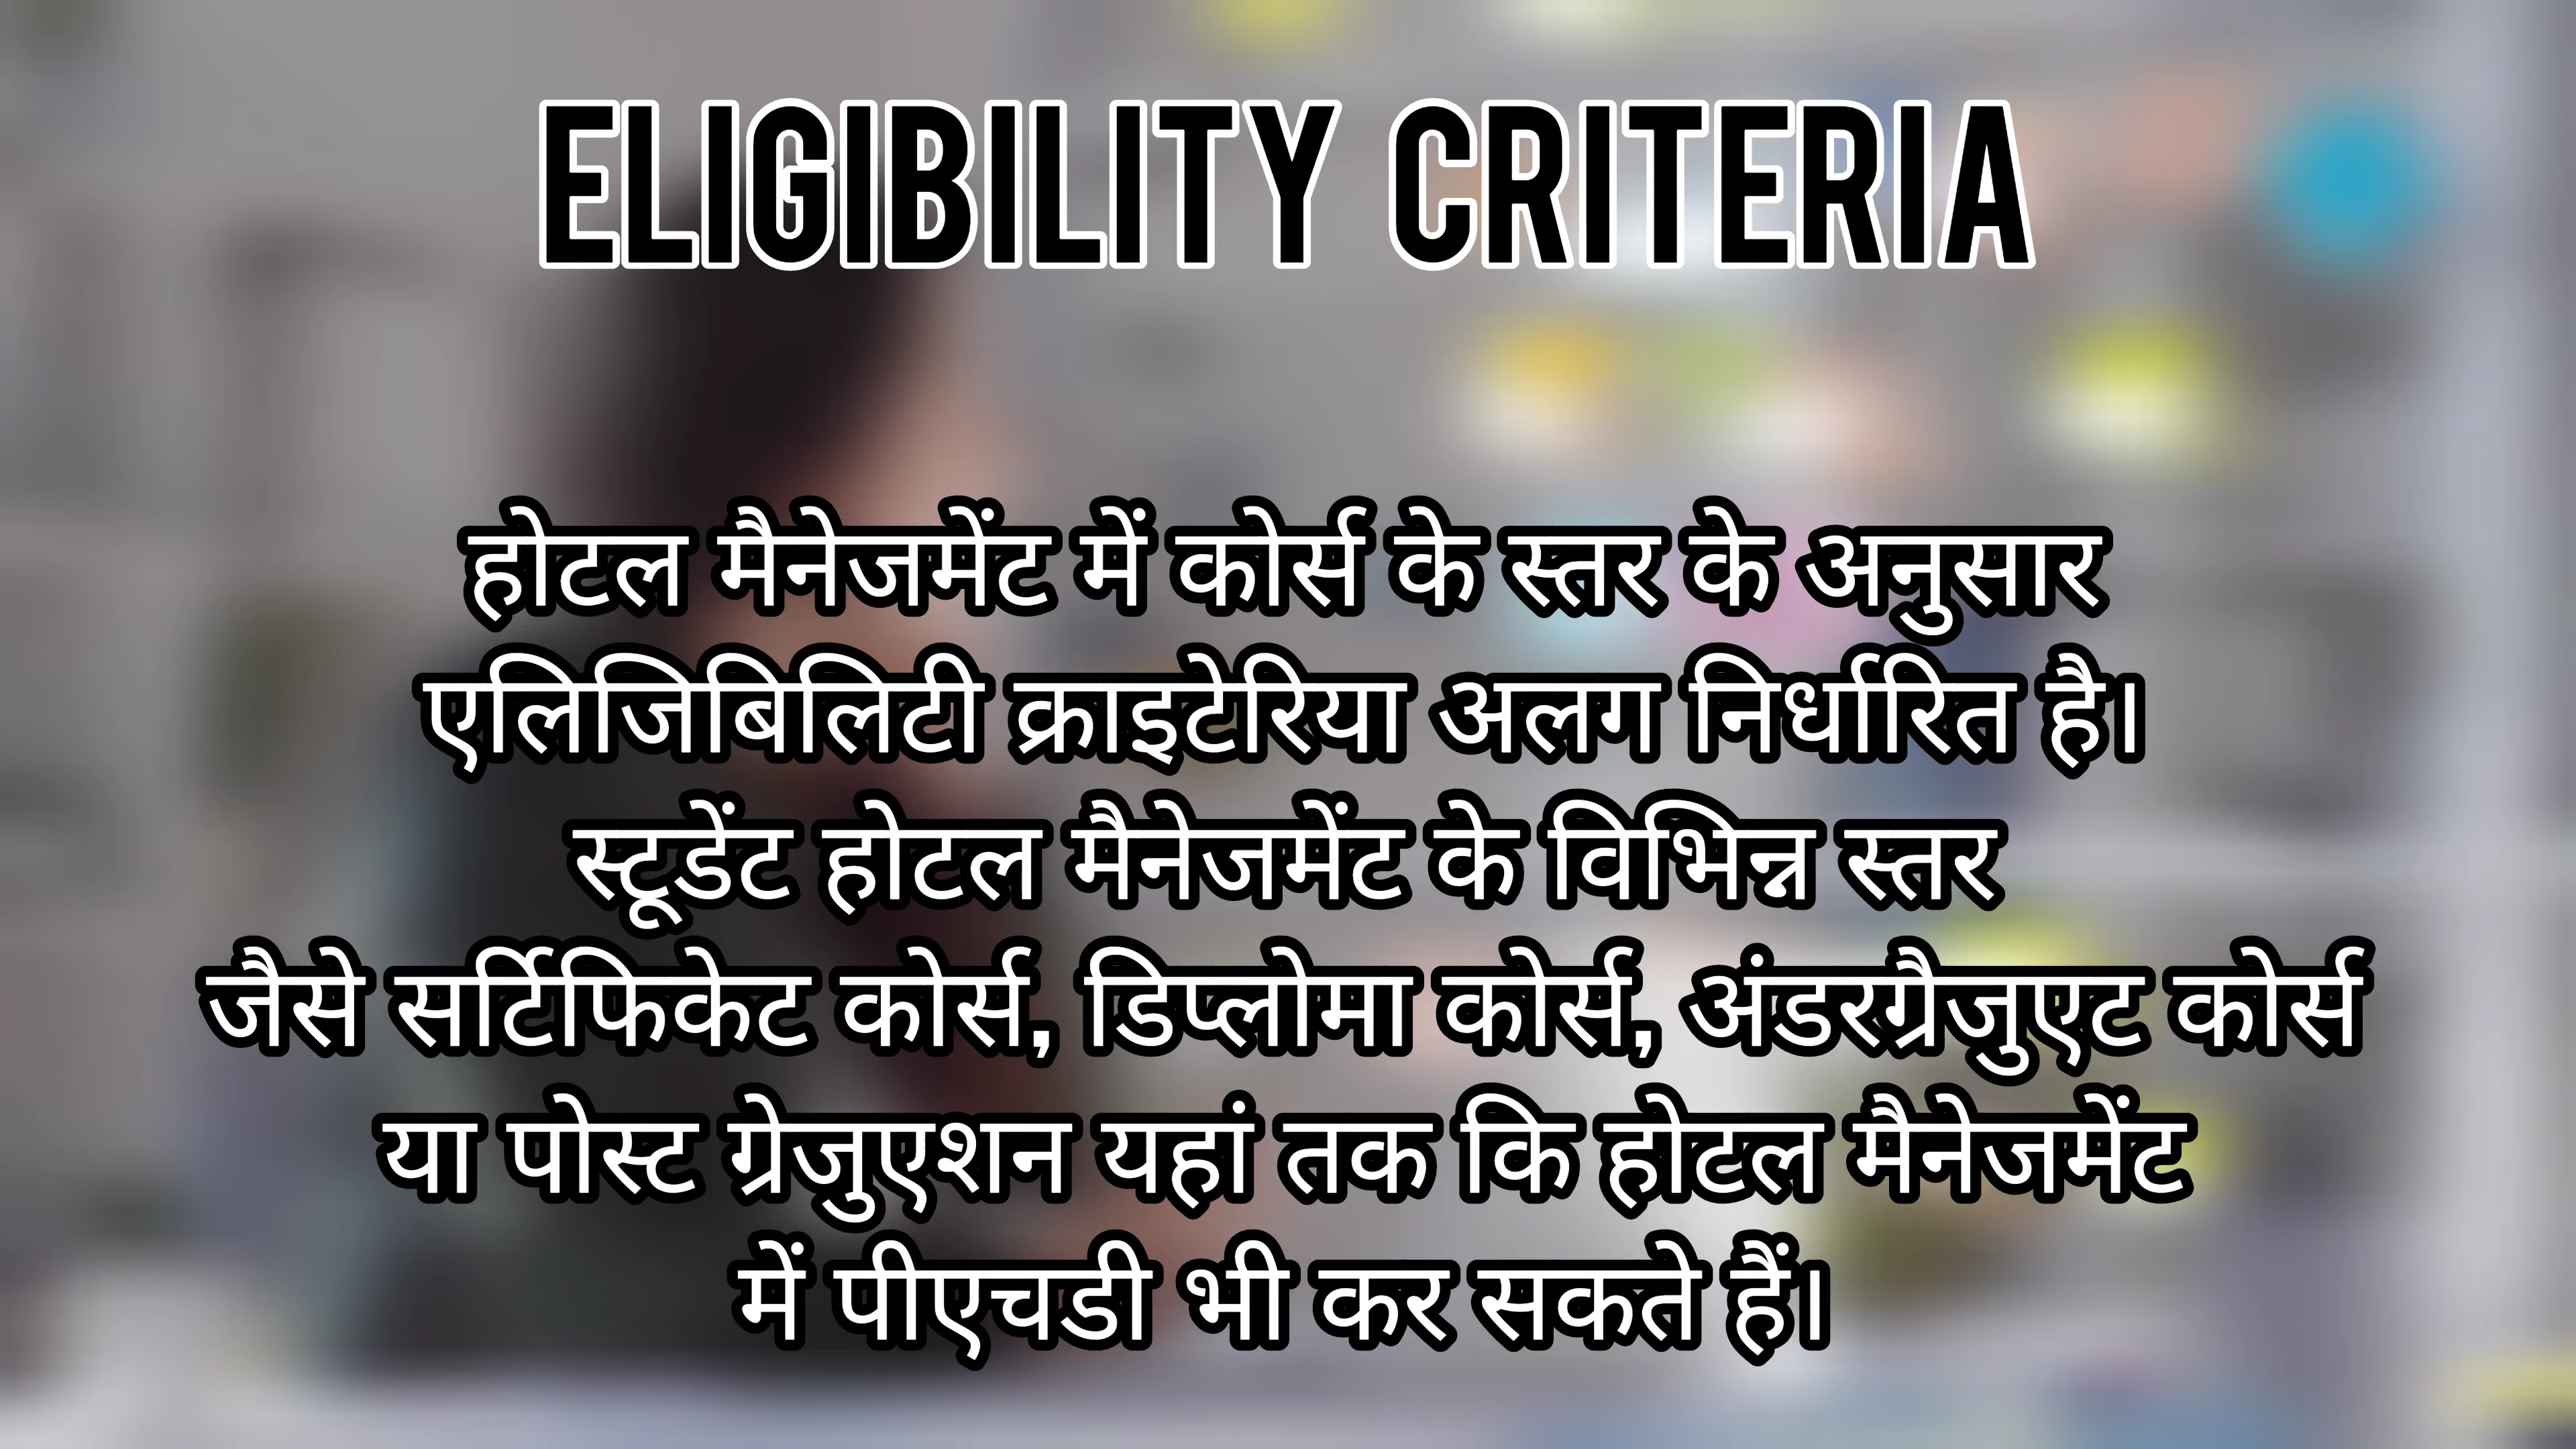 ELIGIBILITY CRITERIA
होटल मैनेजमेंट में कोर्स के स्तर के अनुसार
एलिजिबिलिटी क्राइटेरिया अलग निर्धारित है।
स्टूडेंट होटल मैनेजमेंट के विभिन्न स्तर
जैसे सर्टिफिकेट कोर्स, डिप्लोमा कोर्स, अंडरग्रैजुएट कोर्स
या पोस्ट ग्रेजुएशन यहां तक कि होटल मैनेजमेंट
में पीएचडी भी कर सकते हैं।